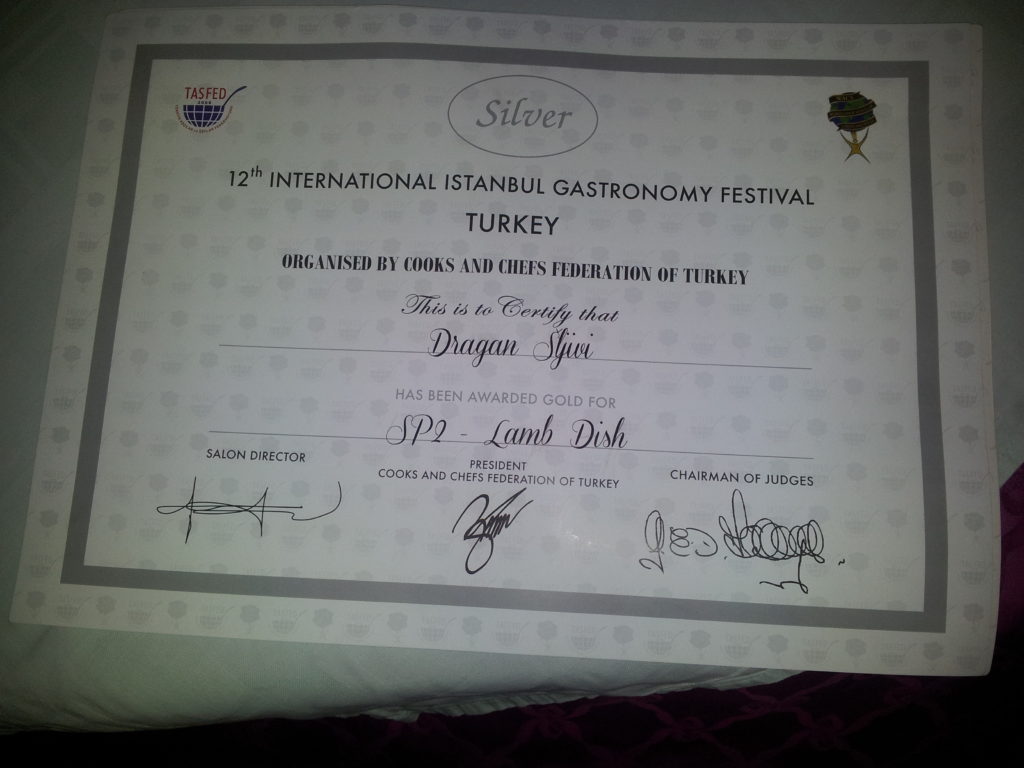 TASFED
2006
Silver
12th INTERNATIONAL ISTANBUL GASTRONOMY FESTIVAL
TURKEY
ORGANISED BY COOKS AND CHEFS FEDERATION OF TURKEY
This is to Certify that
Dragan Sljivi
HAS BEEN AWARDED GOLD FOR
SP2 - Lamb Dish
SALON DIRECTOR
PRESIDENT
COOKS AND CHEFS FEDERATION OF TURKEY
CHAIRMAN OF JUDGES